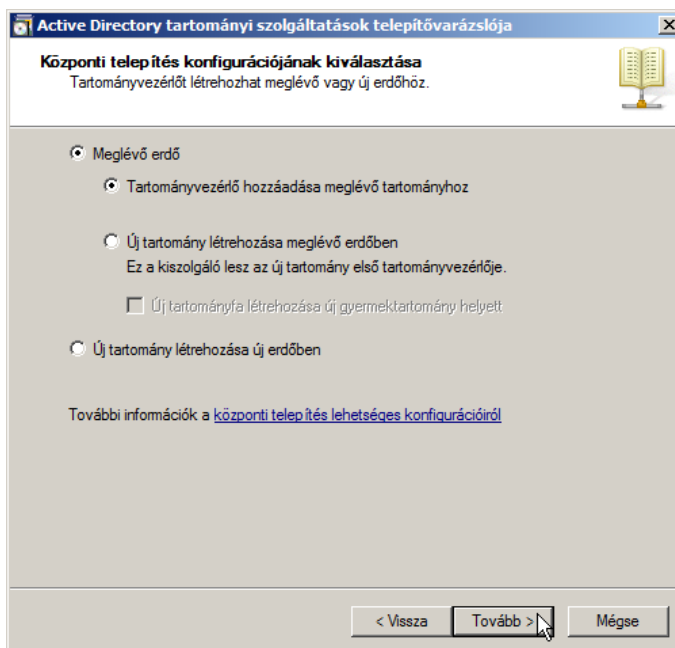 Active Directory tartományi szolgáltatások telepítővarázslója
Központi telepítés konfigurációjának kiválasztása
Tartományvezérlőt létrehozhat meglévő vagy új erdőhöz.
Meglévő erdő
Tartományvezérlő hozzáadása meglévő tartományhoz
Új tartomány létrehozása meglévő erdőben
Ez a kiszolgáló lesz az új tartomány első tartományvezérlője.
Új tartományfa létrehozása új gyermektartomány helyett
Új tartomány létrehozása új erdőben
További információk a központi telepítés lehetséges konfigurációiról
< Vissza Tovább > Mégse